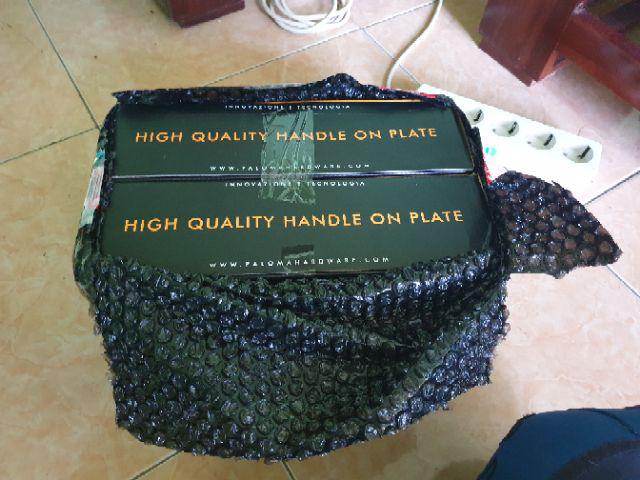 INNOVAZIONE E TECNOLOGIA
HIGH QUALITY HANDLE ON PLATE
WWW.PALOMAHARDWARE.COM
INNOVAZIONE E TECNOLOGIA
HIGH QUALITY HANDLE ON PLATE
WWW.PALOMAHARDWARE.COM